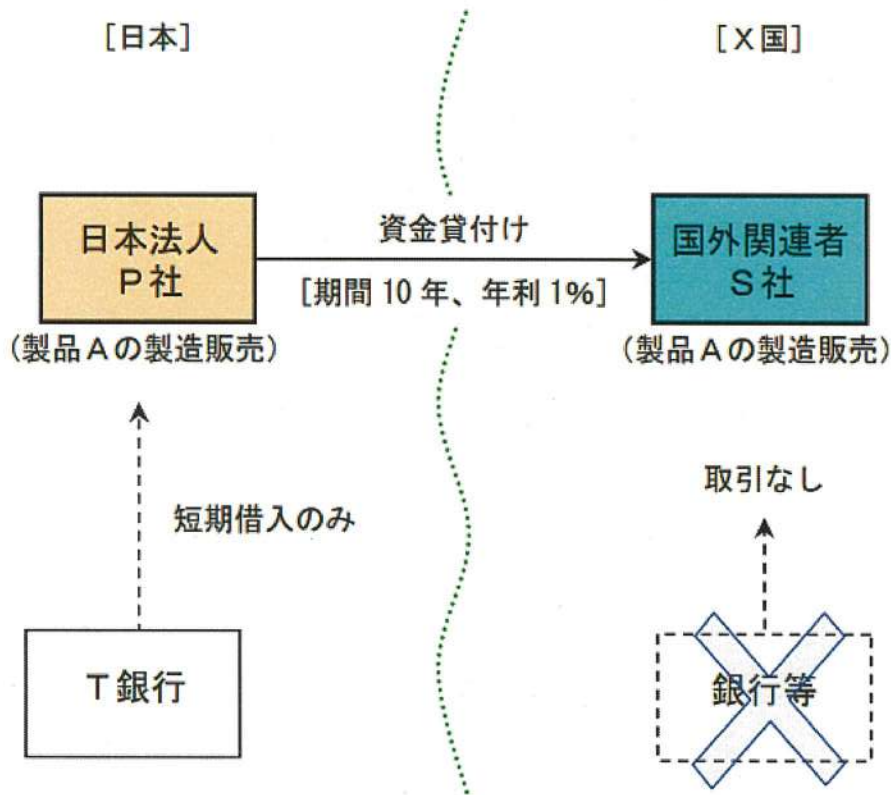 ［日本］
［Ｘ国］
日本法人
Ｐ社
資金貸付け
［期間 10 年、年利 1%］
国外関連者
Ｓ社
（製品Ａの製造販売）
（製品Ａの製造販売）
短期借入のみ
取引なし
Ｔ銀行
銀行等